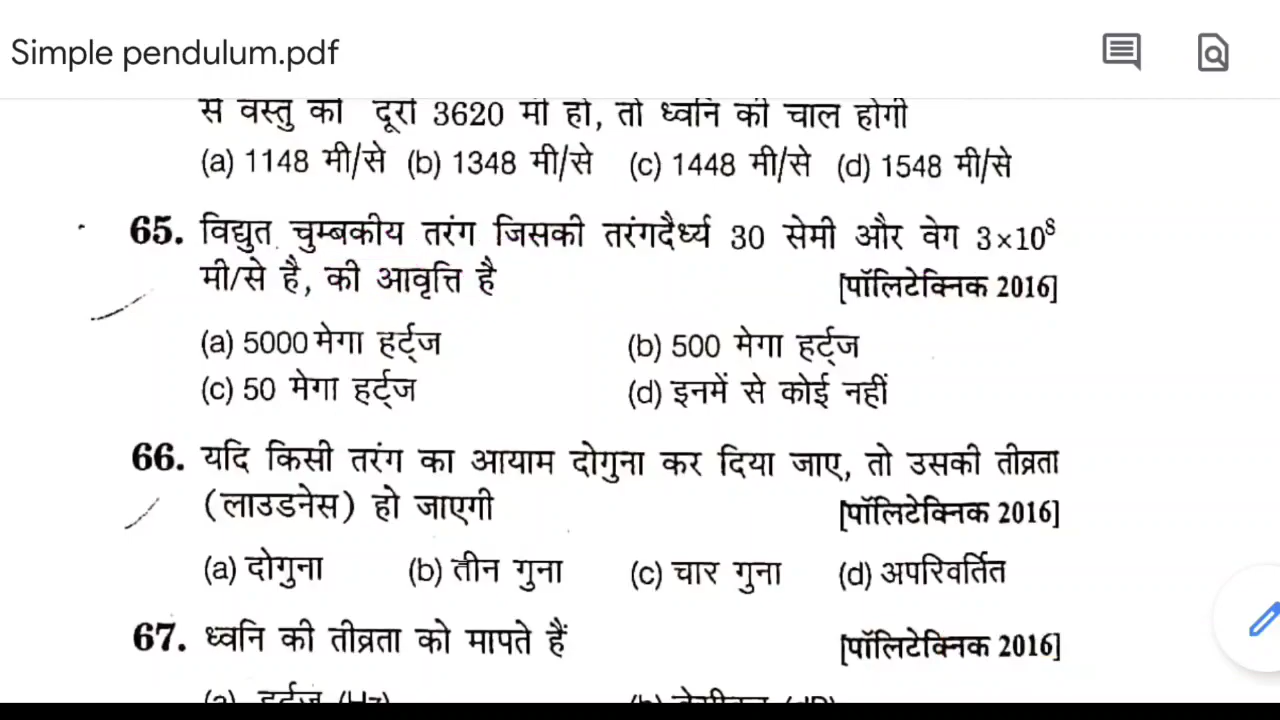 Simple pendulum.pdf
से वस्तु की दूरी 3620 मी हो, तो ध्वनि की चाल होगी
(a) 1148 मी/से (b) 1348 मी/से (c) 1448 मी/से (d) 1548 मी/से
65. विद्युत चुम्बकीय तरंग जिसकी तरंगदैर्ध्य 30 सेमी और वेग 3×10⁸
मी/से है, की आवृत्ति है [पॉलिटेक्निक 2016]
(a) 5000 मेगा हर्ट्ज (b) 500 मेगा हर्ट्ज
(c) 50 मेगा हर्ट्ज (d) इनमें से कोई नहीं
66. यदि किसी तरंग का आयाम दोगुना कर दिया जाए, तो उसकी तीव्रता
(लाउडनेस) हो जाएगी [पॉलिटेक्निक 2016]
(a) दोगुना (b) तीन गुना (c) चार गुना (d) अपरिवर्तित
67. ध्वनि की तीव्रता को मापते हैं [पॉलिटेक्निक 2016]
(a) हर्ट्ज (Hz) (b)